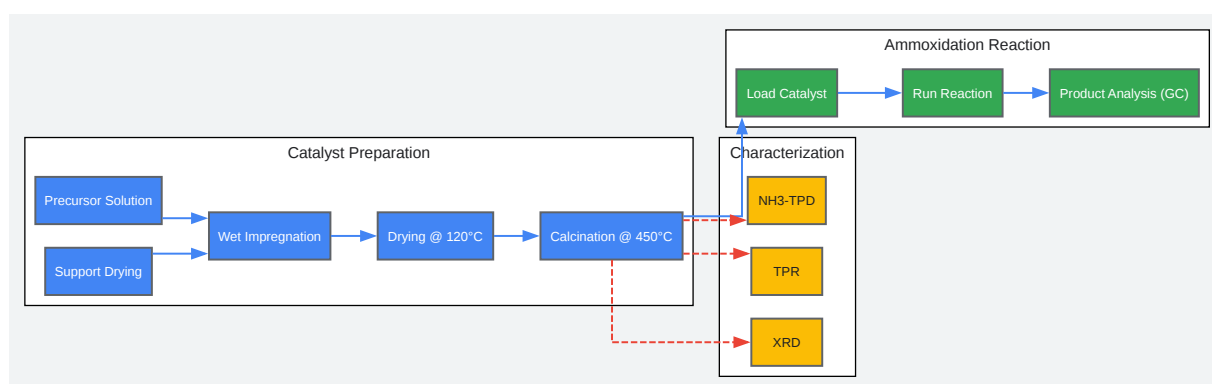 Ammoxidation Reaction
Load Catalyst
Run Reaction
Product Analysis (GC)
Catalyst Preparation
Precursor Solution
Support Drying
Wet Impregnation
Drying @ 120°C
Calcination @ 450°C
Characterization
NH3-TPD
TPR
XRD